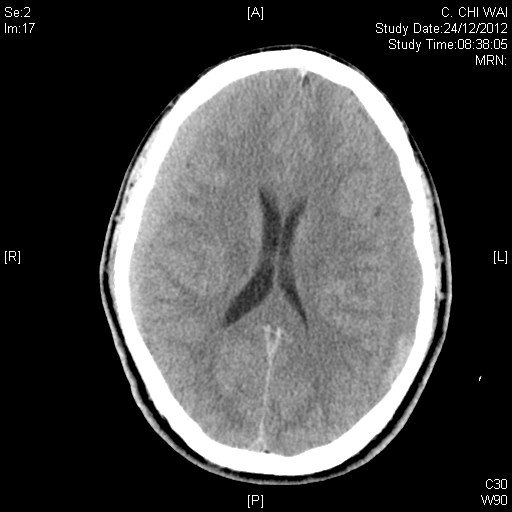 Se:2
Im:17
[A]
C. CHI WAI
Study Date:24/12/2012
Study Time:08:38:05
MRN:
[R]
[L]
[P]
C30
W90